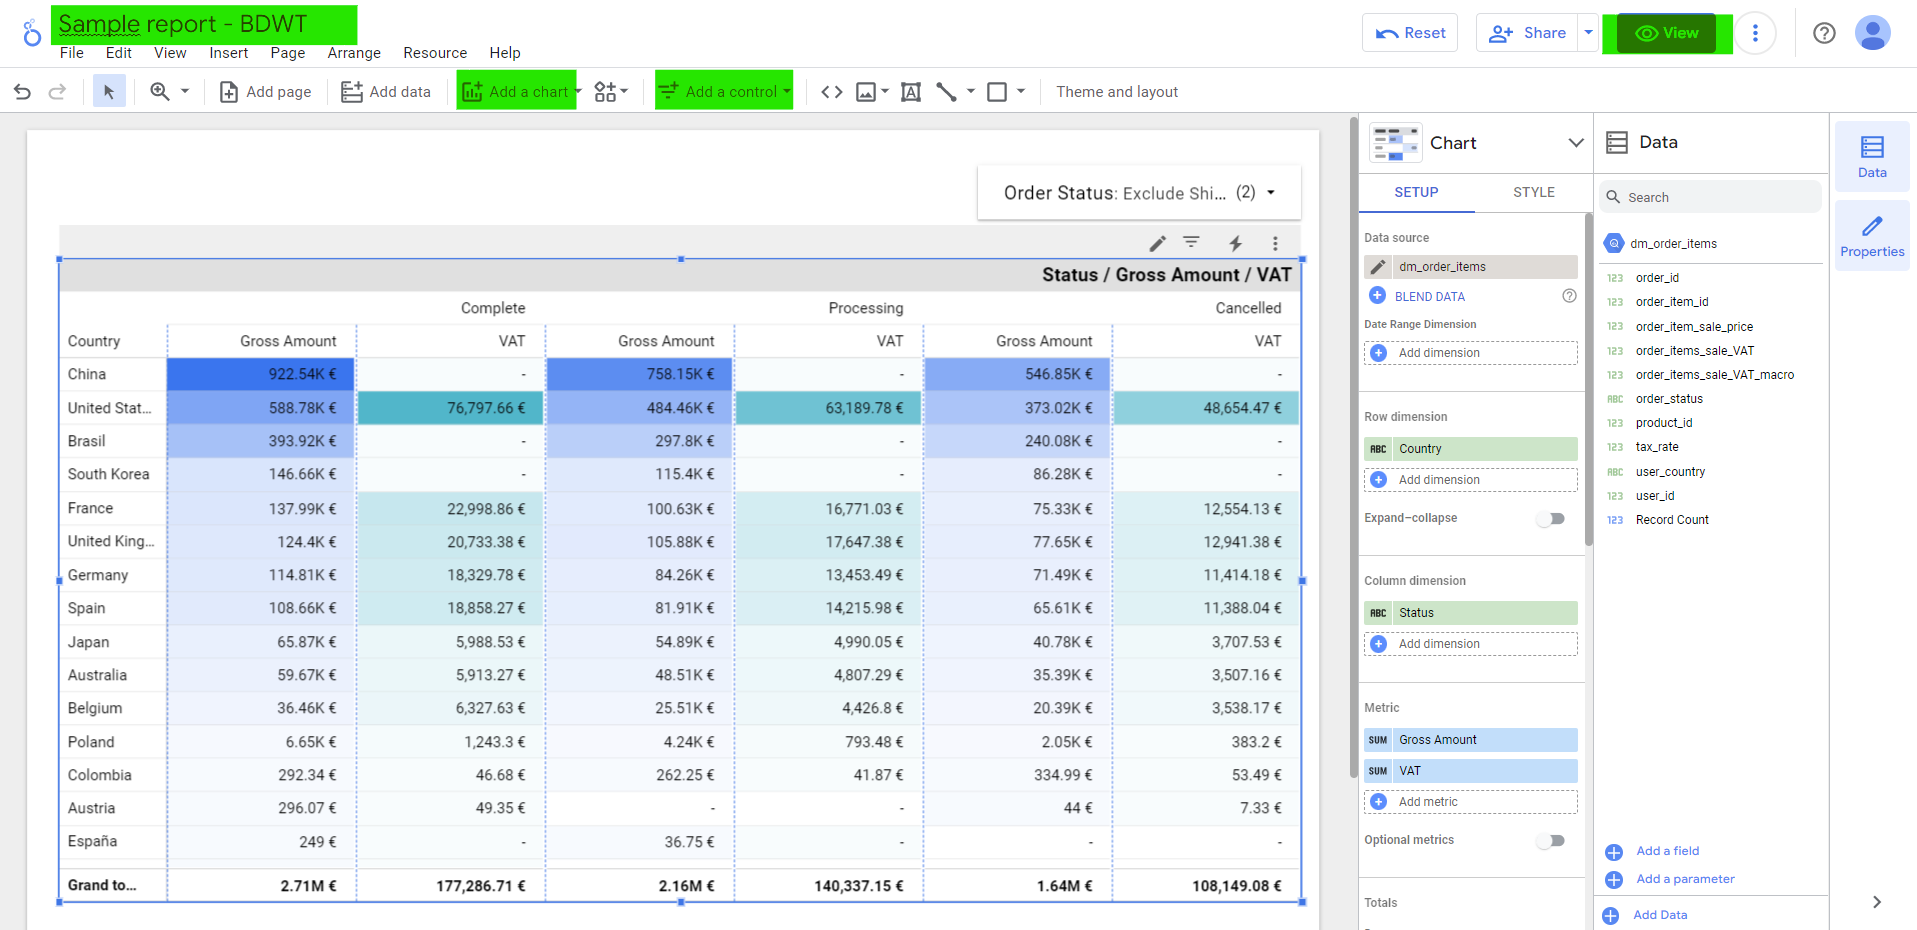 Sample report - BDWT
File Edit View Insert Page Arrange Resource Help
Reset Share View
Add page Add data Add a chart Add a control Theme and layout
Order Status: Exclude Shi... (2)
Status / Gross Amount / VAT
Complete Processing Cancelled
Country Gross Amount VAT Gross Amount VAT Gross Amount VAT
China 922.54K € - 758.15K € - 546.85K € -
United Stat... 588.78K € 76,797.66 € 484.46K € 63,189.78 € 373.02K € 48,654.47 €
Brasil 393.92K € - 297.8K € - 240.08K € -
South Korea 146.66K € - 115.4K € - 86.28K € -
France 137.99K € 22,998.86 € 100.63K € 16,771.03 € 75.33K € 12,554.13 €
United King... 124.4K € 20,733.38 € 105.88K € 17,647.38 € 77.65K € 12,941.38 €
Germany 114.81K € 18,329.78 € 84.26K € 13,453.49 € 71.49K € 11,414.18 €
Spain 108.66K € 18,858.27 € 81.91K € 14,215.98 € 65.61K € 11,388.04 €
Japan 65.87K € 5,988.53 € 54.89K € 4,990.05 € 40.78K € 3,707.53 €
Australia 59.67K € 5,913.27 € 48.51K € 4,807.29 € 35.39K € 3,507.16 €
Belgium 36.46K € 6,327.63 € 25.51K € 4,426.8 € 20.39K € 3,538.17 €
Poland 6.65K € 1,243.3 € 4.24K € 793.48 € 2.05K € 383.2 €
Colombia 292.34 € 46.68 € 262.25 € 41.87 € 334.99 € 53.49 €
Austria 296.07 € 49.35 € - - 44 € 7.33 €
España 249 € - 36.75 € - - -
Grand to... 2.71M € 177,286.71 € 2.16M € 140,337.15 € 1.64M € 108,149.08 €
Chart
SETUP STYLE
Data source
dm_order_items
BLEND DATA
Date Range Dimension
Add dimension
Row dimension
ABC Country
Add dimension
Expand–collapse
Column dimension
ABC Status
Add dimension
Metric
SUM Gross Amount
SUM VAT
Add metric
Optional metrics
Totals
Data
Search
dm_order_items
123 order_id
123 order_item_id
123 order_item_sale_price
123 order_items_sale_VAT
123 order_items_sale_VAT_macro
ABC order_status
123 product_id
123 tax_rate
ABC user_country
123 user_id
123 Record Count
Add a field
Add a parameter
Add Data
Data
Properties